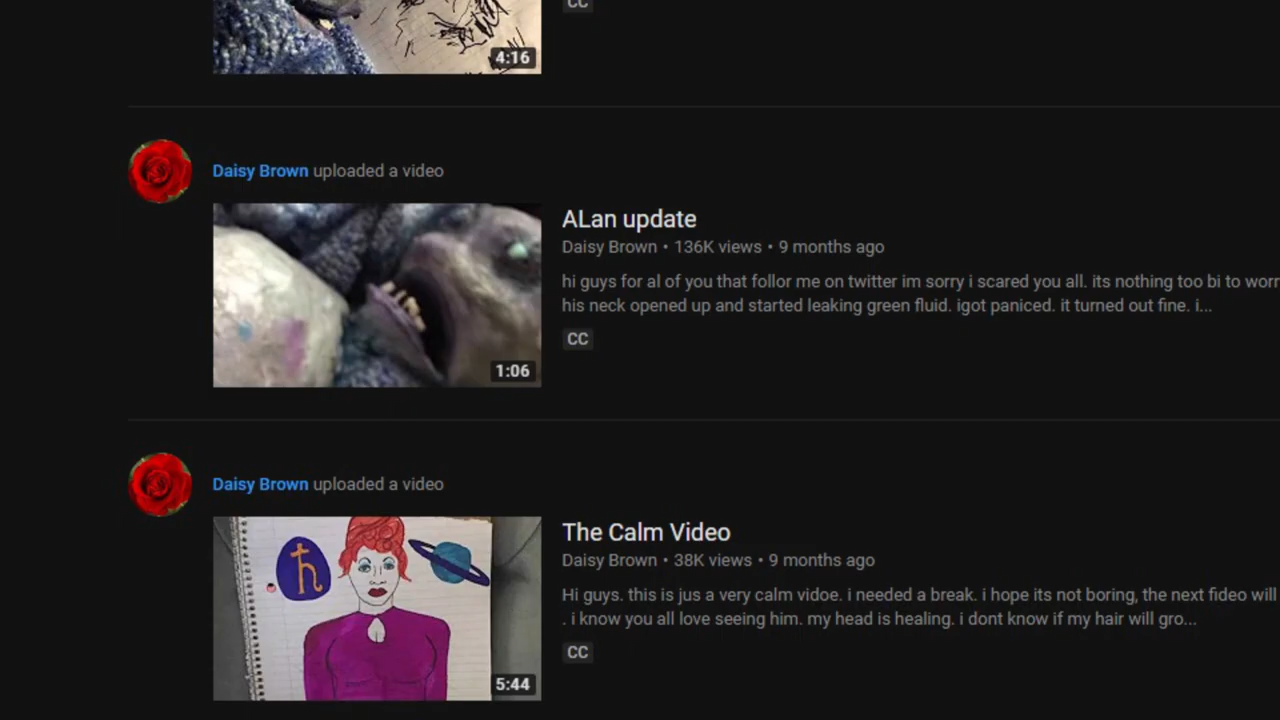 CC
4:16
Daisy Brown uploaded a video
ALan update
Daisy Brown • 136K views • 9 months ago
hi guys for al of you that follor me on twitter im sorry i scared you all. its nothing too bi to worr
his neck opened up and started leaking green fluid. igot paniced. it turned out fine. i...
CC
1:06
Daisy Brown uploaded a video
The Calm Video
Daisy Brown • 38K views • 9 months ago
Hi guys. this is jus a very calm vidoe. i needed a break. i hope its not boring, the next fideo will
. i know you all love seeing him. my head is healing. i dont know if my hair will gro...
CC
5:44